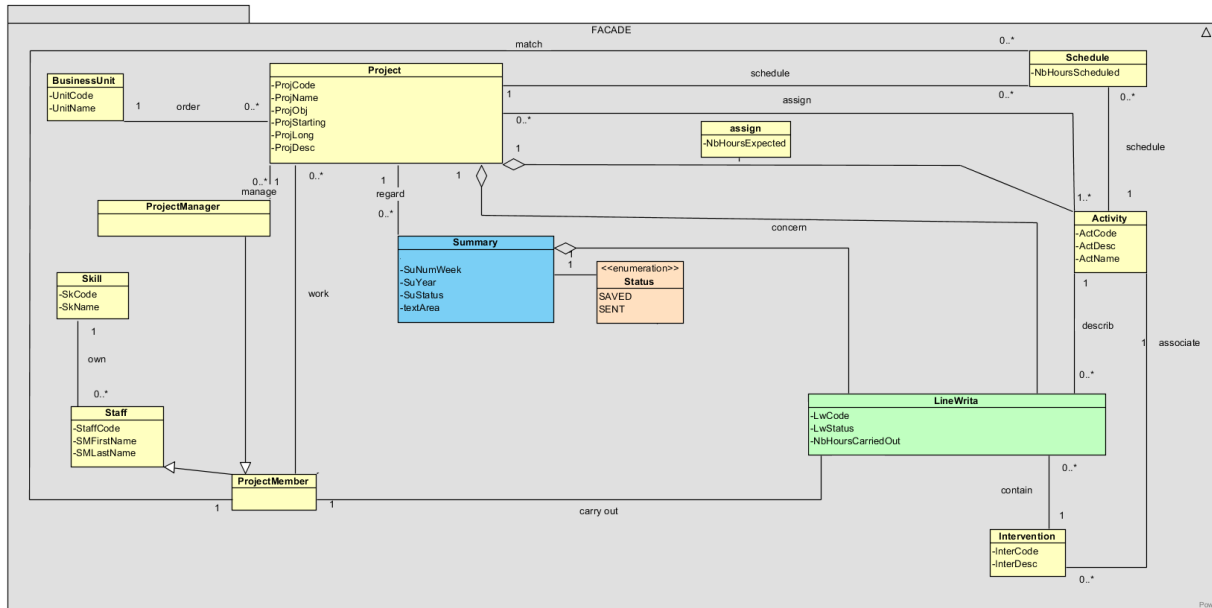 FACADE
match
0..*
Schedule
-NbHoursScheduled
Project
-ProjCode
-ProjName
-ProjObj
-ProjStarting
-ProjLong
-ProjDesc
BusinessUnit
-UnitCode
-UnitName
1
order
0..*
schedule
1
0..*
0..*
assign
0..*
assign
-NbHoursExpected
schedule
1
1
1..*
0..*
1
manage
0..*
1
regard
0..*
1
ProjectManager
Activity
-ActCode
-ActDesc
-ActName
concern
Summary
-SuNumWeek
-SuYear
-SuStatus
-textArea
1
1
<<enumeration>>
Status
SAVED
SENT
Skill
-SkCode
-SkName
1
own
0..*
work
1
describ
0..*
1
associate
Staff
-StaffCode
-SMFirstName
-SMLastName
LineWrita
-LwCode
-LwStatus
-NbHoursCarriedOut
ProjectMember
1
1
carry out
0..*
contain
1
Intervention
-InterCode
-InterDesc
0..*
Pow